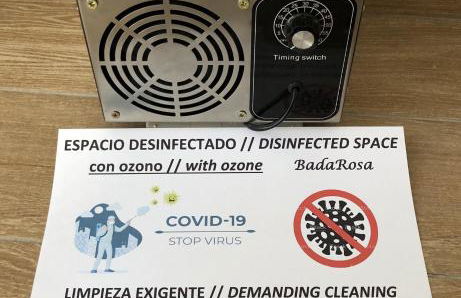 Timing switch
ESPACIO DESINFECTADO // DISINFECTED SPACE
con ozono // with ozone BadaRosa
COVID-19
STOP VIRUS
LIMPIEZA EXIGENTE // DEMANDING CLEANING